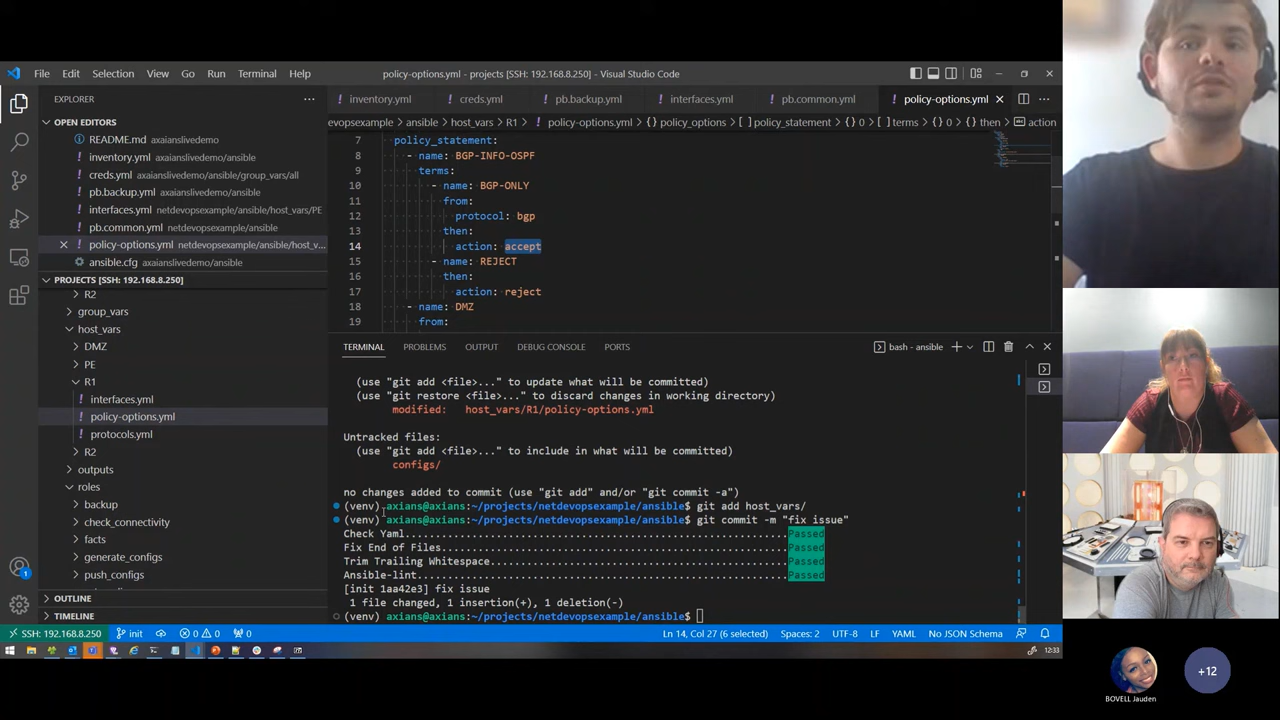 File Edit Selection View Go Run Terminal Help
policy-options.yml - projects [SSH: 192.168.8.250] - Visual Studio Code
EXPLORER
OPEN EDITORS
README.md axaianslivedemo
inventory.yml axaianslivedemo/ansible
creds.yml axaianslivedemo/ansible/group_vars/all
pb.backup.yml axaianslivedemo/ansible
interfaces.yml netdevopsexample/ansible/host_vars/PE
pb.common.yml axaianslivedemo/ansible
policy-options.yml netdevopsexample/ansible/host_v...
ansible.cfg axaianslivedemo/ansible
PROJECTS [SSH: 192.168.8.250]
R2
group_vars
host_vars
DMZ
PE
R1
interfaces.yml
policy-options.yml
protocols.yml
R2
outputs
roles
backup
check_connectivity
facts
generate_configs
push_configs
OUTLINE
TIMELINE
inventory.yml creds.yml pb.backup.yml interfaces.yml pb.common.yml policy-options.yml
devopsexample > ansible > host_vars > R1 > policy-options.yml > {} policy_options > [ ] policy_statement > {} 0 > [ ] terms > {} 0 > {} then > action
7 policy_statement:
8 - name: BGP-INFO-OSPF
9 terms:
10 - name: BGP-ONLY
11 from:
12 protocol: bgp
13 then:
14 action: accept
15 - name: REJECT
16 then:
17 action: reject
18 - name: DMZ
19 from:
TERMINAL PROBLEMS OUTPUT DEBUG CONSOLE PORTS
bash - ansible
(use "git add <file>..." to update what will be committed)
(use "git restore <file>..." to discard changes in working directory)
modified: host_vars/R1/policy-options.yml
Untracked files:
(use "git add <file>..." to include in what will be committed)
configs/
no changes added to commit (use "git add" and/or "git commit -a")
(venv) axians@axians:~/projects/netdevopsexample/ansible$ git add host_vars/
(venv) axians@axians:~/projects/netdevopsexample/ansible$ git commit -m "fix issue"
Check Yaml...............................................................Passed
Fix End of Files.........................................................Passed
Trim Trailing Whitespace.................................................Passed
Ansible-lint.............................................................Passed
[init 1aa42e3] fix issue
1 file changed, 1 insertion(+), 1 deletion(-)
(venv) axians@axians:~/projects/netdevopsexample/ansible$
SSH: 192.168.8.250 init 0 0 0 Ln 14, Col 27 (6 selected) Spaces: 2 UTF-8 LF YAML No JSON Schema
12:33
+12
BOVELL Jauden